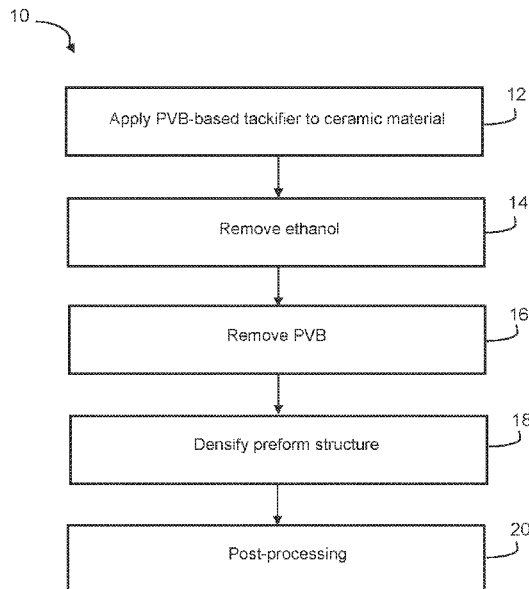 10
12
Apply PVB-based tackifier to ceramic material
14
Remove ethanol
16
Remove PVB
18
Densify preform structure
20
Post-processing